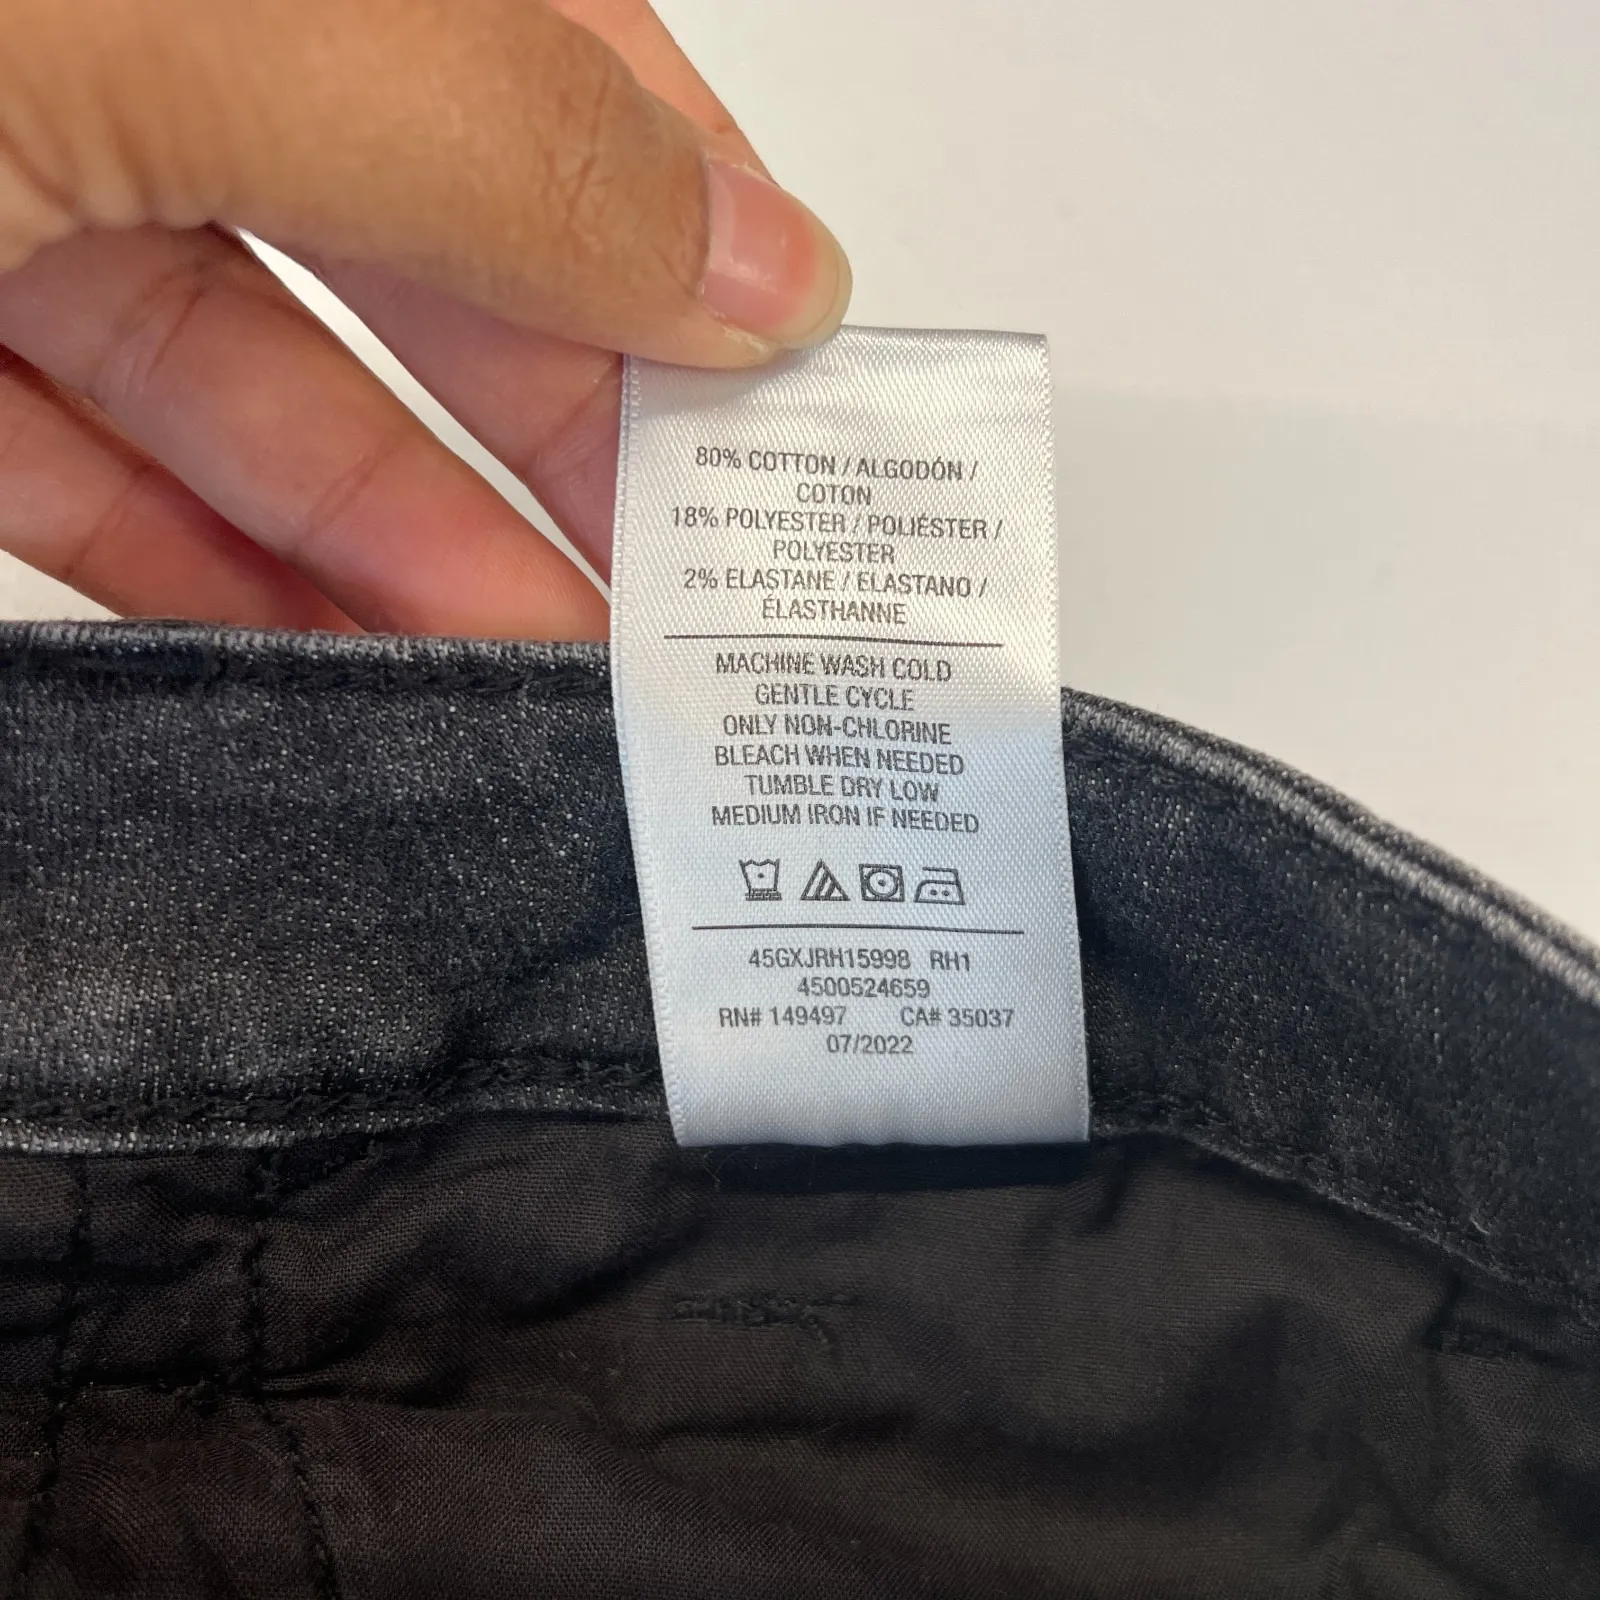 80% COTTON / ALGODÓN /
COTON
18% POLYESTER / POLIÉSTER /
POLYESTER
2% ELASTANE / ELASTANO /
ÉLASTHANNE
MACHINE WASH COLD
GENTLE CYCLE
ONLY NON-CHLORINE
BLEACH WHEN NEEDED
TUMBLE DRY LOW
MEDIUM IRON IF NEEDED
45GXJRH15998 RH1
4500524659
RN# 149497 CA# 35037
07/2022